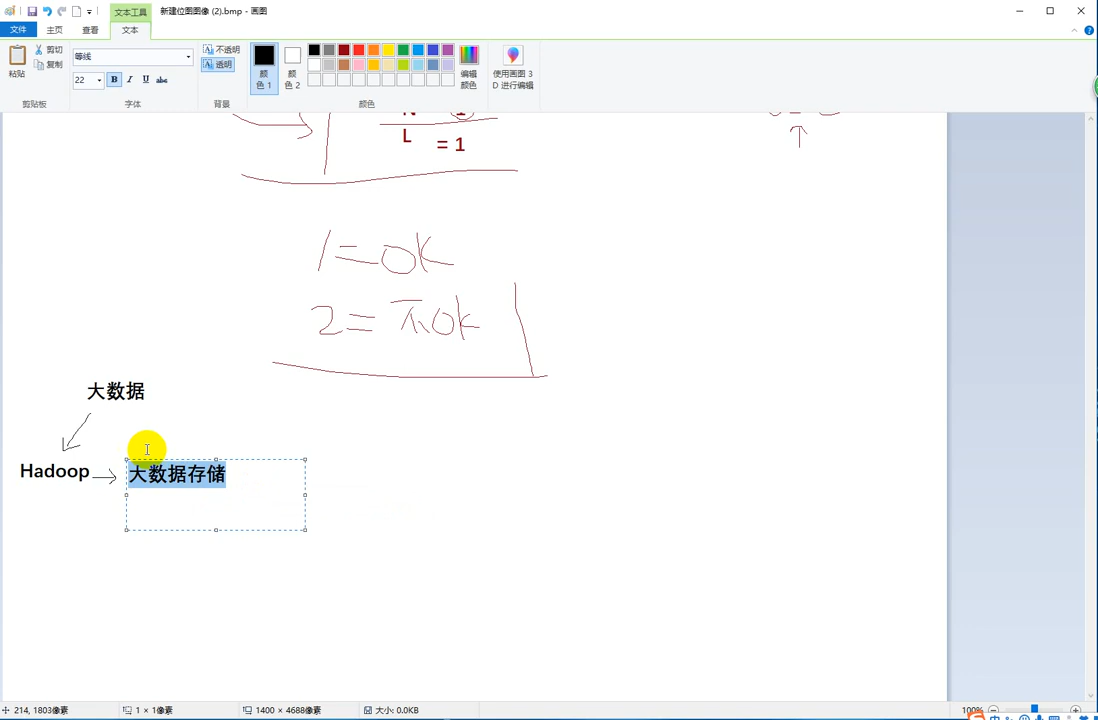 新建位图图像 (2).bmp - 画图
文本工具
文件 主页 查看 文本
粘贴 剪切 复制
剪贴板
等线
22 B I U abc
字体
不透明
透明
背景
颜色 1 颜色 2
编辑颜色
颜色
使用画图 3D 进行编辑
L = 1
1=OK
2=不OK
大数据
Hadoop
大数据存储
214, 1803像素 1 × 1像素 1400 × 4688像素 大小: 0.0KB 100%